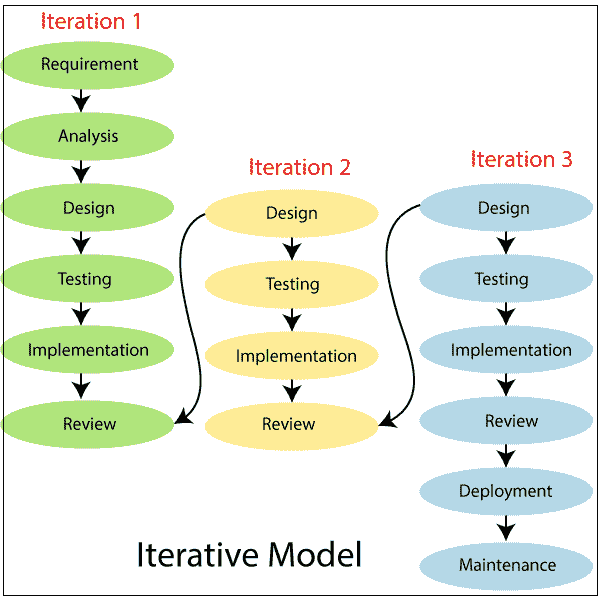 Iteration 1
Requirement
Analysis
Design
Testing
Implementation
Review
Iteration 2
Design
Testing
Implementation
Review
Iteration 3
Design
Testing
Implementation
Review
Deployment
Maintenance
Iterative Model